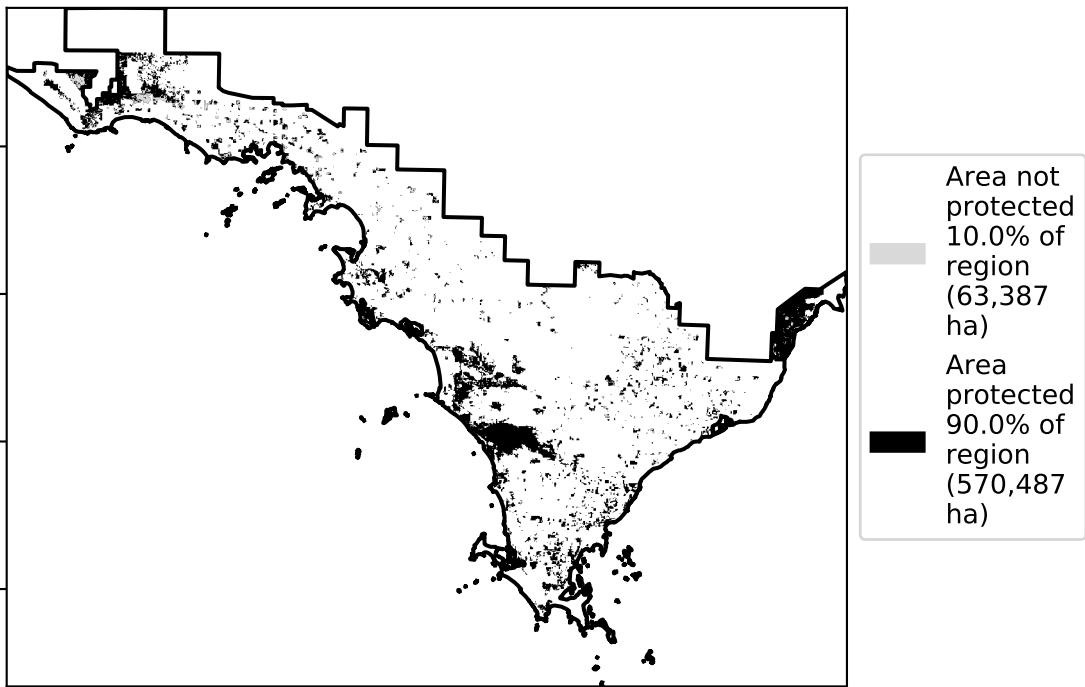 Area not
protected
10.0% of
region
(63,387
ha)
Area
protected
90.0% of
region
(570,487
ha)